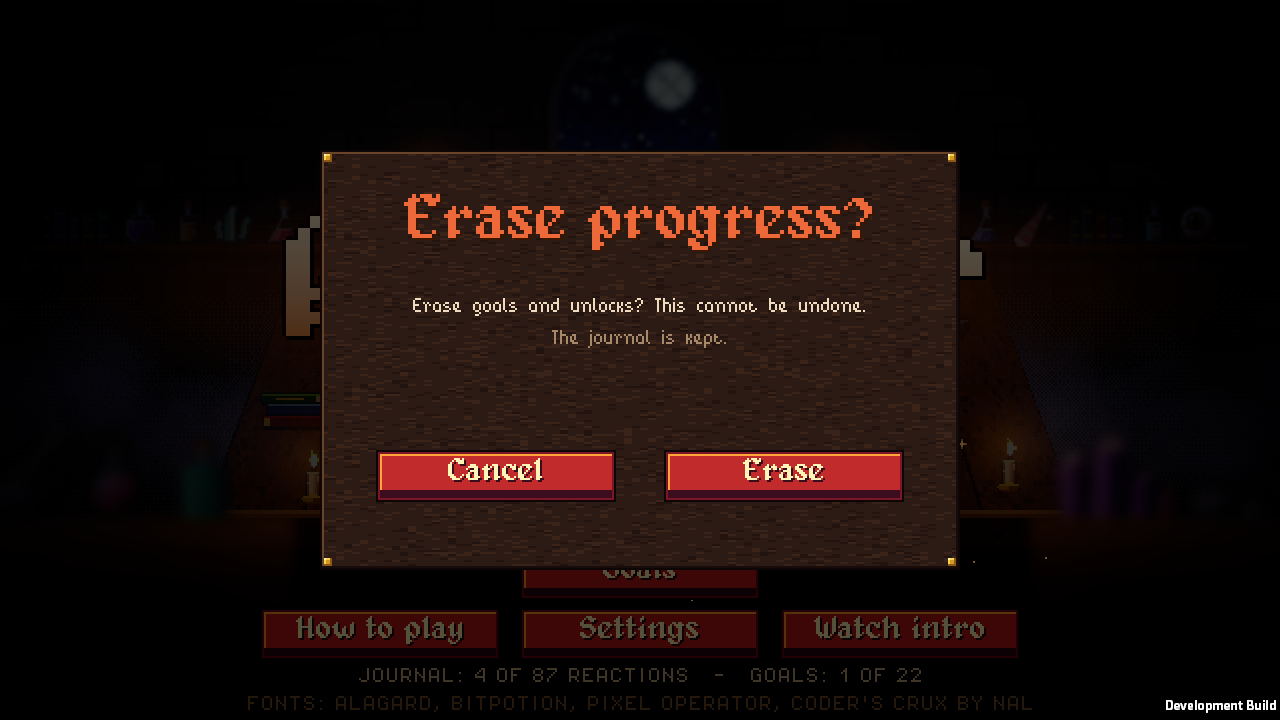 Erase progress?
Erase goals and unlocks? This cannot be undone.
The journal is kept.
Cancel Erase
Goals
How to play Settings Watch intro
JOURNAL: 4 OF 87 REACTIONS - GOALS: 1 OF 22
FONTS: ALAGARD, BITPOTION, PIXEL OPERATOR, CODER'S CRUX BY NAL
Development Build